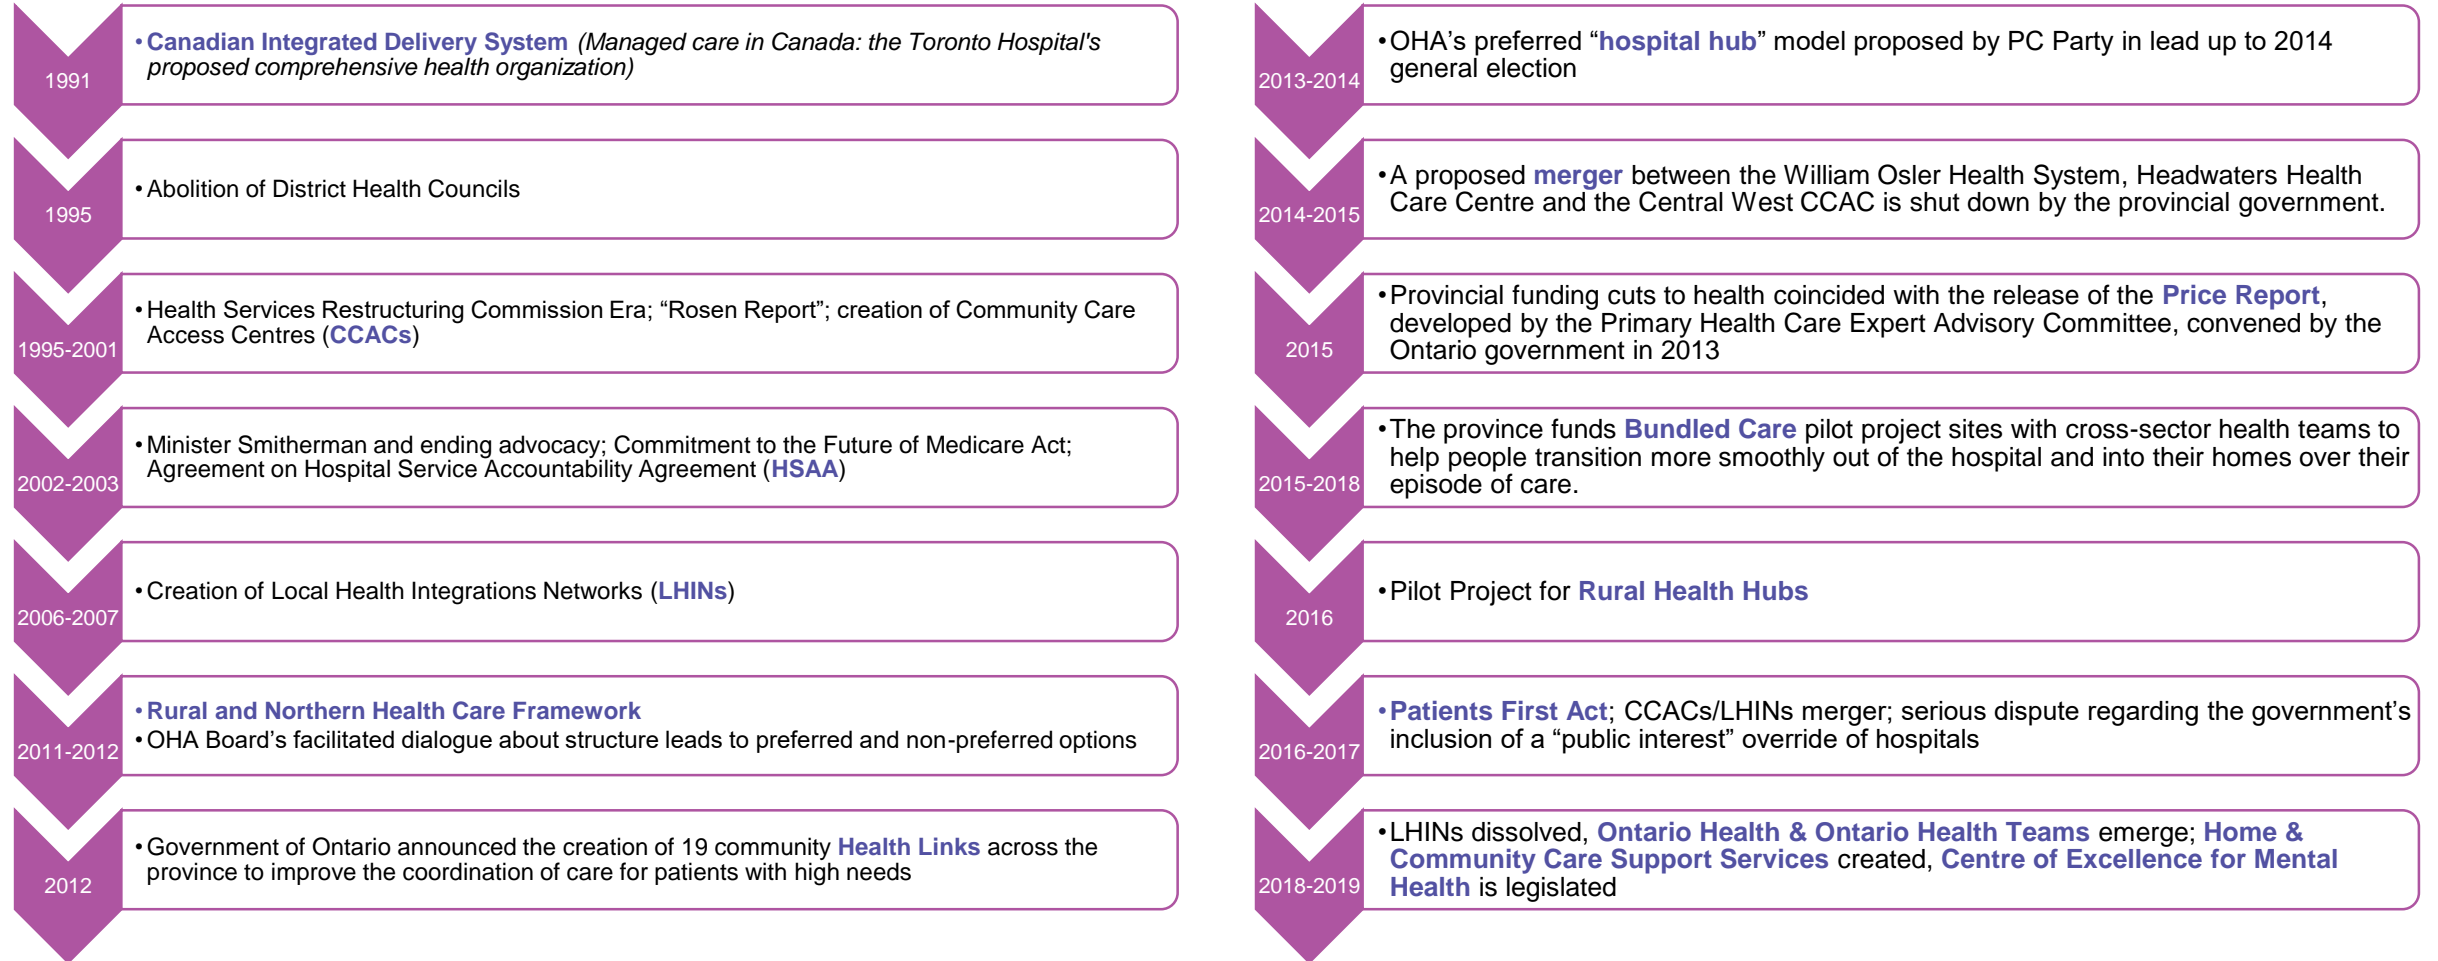 1991
•Canadian Integrated Delivery System (Managed care in Canada: the Toronto Hospital's
proposed comprehensive health organization)
1995
•Abolition of District Health Councils
1995-2001
•Health Services Restructuring Commission Era; “Rosen Report”; creation of Community Care
Access Centres (CCACs)
2002-2003
•Minister Smitherman and ending advocacy; Commitment to the Future of Medicare Act;
Agreement on Hospital Service Accountability Agreement (HSAA)
2006-2007
•Creation of Local Health Integrations Networks (LHINs)
2011-2012
•Rural and Northern Health Care Framework
•OHA Board’s facilitated dialogue about structure leads to preferred and non-preferred options
2012
•Government of Ontario announced the creation of 19 community Health Links across the
province to improve the coordination of care for patients with high needs
2013-2014
•OHA’s preferred “hospital hub” model proposed by PC Party in lead up to 2014
general election
2014-2015
•A proposed merger between the William Osler Health System, Headwaters Health
Care Centre and the Central West CCAC is shut down by the provincial government.
2015
•Provincial funding cuts to health coincided with the release of the Price Report,
developed by the Primary Health Care Expert Advisory Committee, convened by the
Ontario government in 2013
2015-2018
•The province funds Bundled Care pilot project sites with cross-sector health teams to
help people transition more smoothly out of the hospital and into their homes over their
episode of care.
2016
•Pilot Project for Rural Health Hubs
2016-2017
•Patients First Act; CCACs/LHINs merger; serious dispute regarding the government’s
inclusion of a “public interest” override of hospitals
2018-2019
•LHINs dissolved, Ontario Health & Ontario Health Teams emerge; Home &
Community Care Support Services created, Centre of Excellence for Mental
Health is legislated